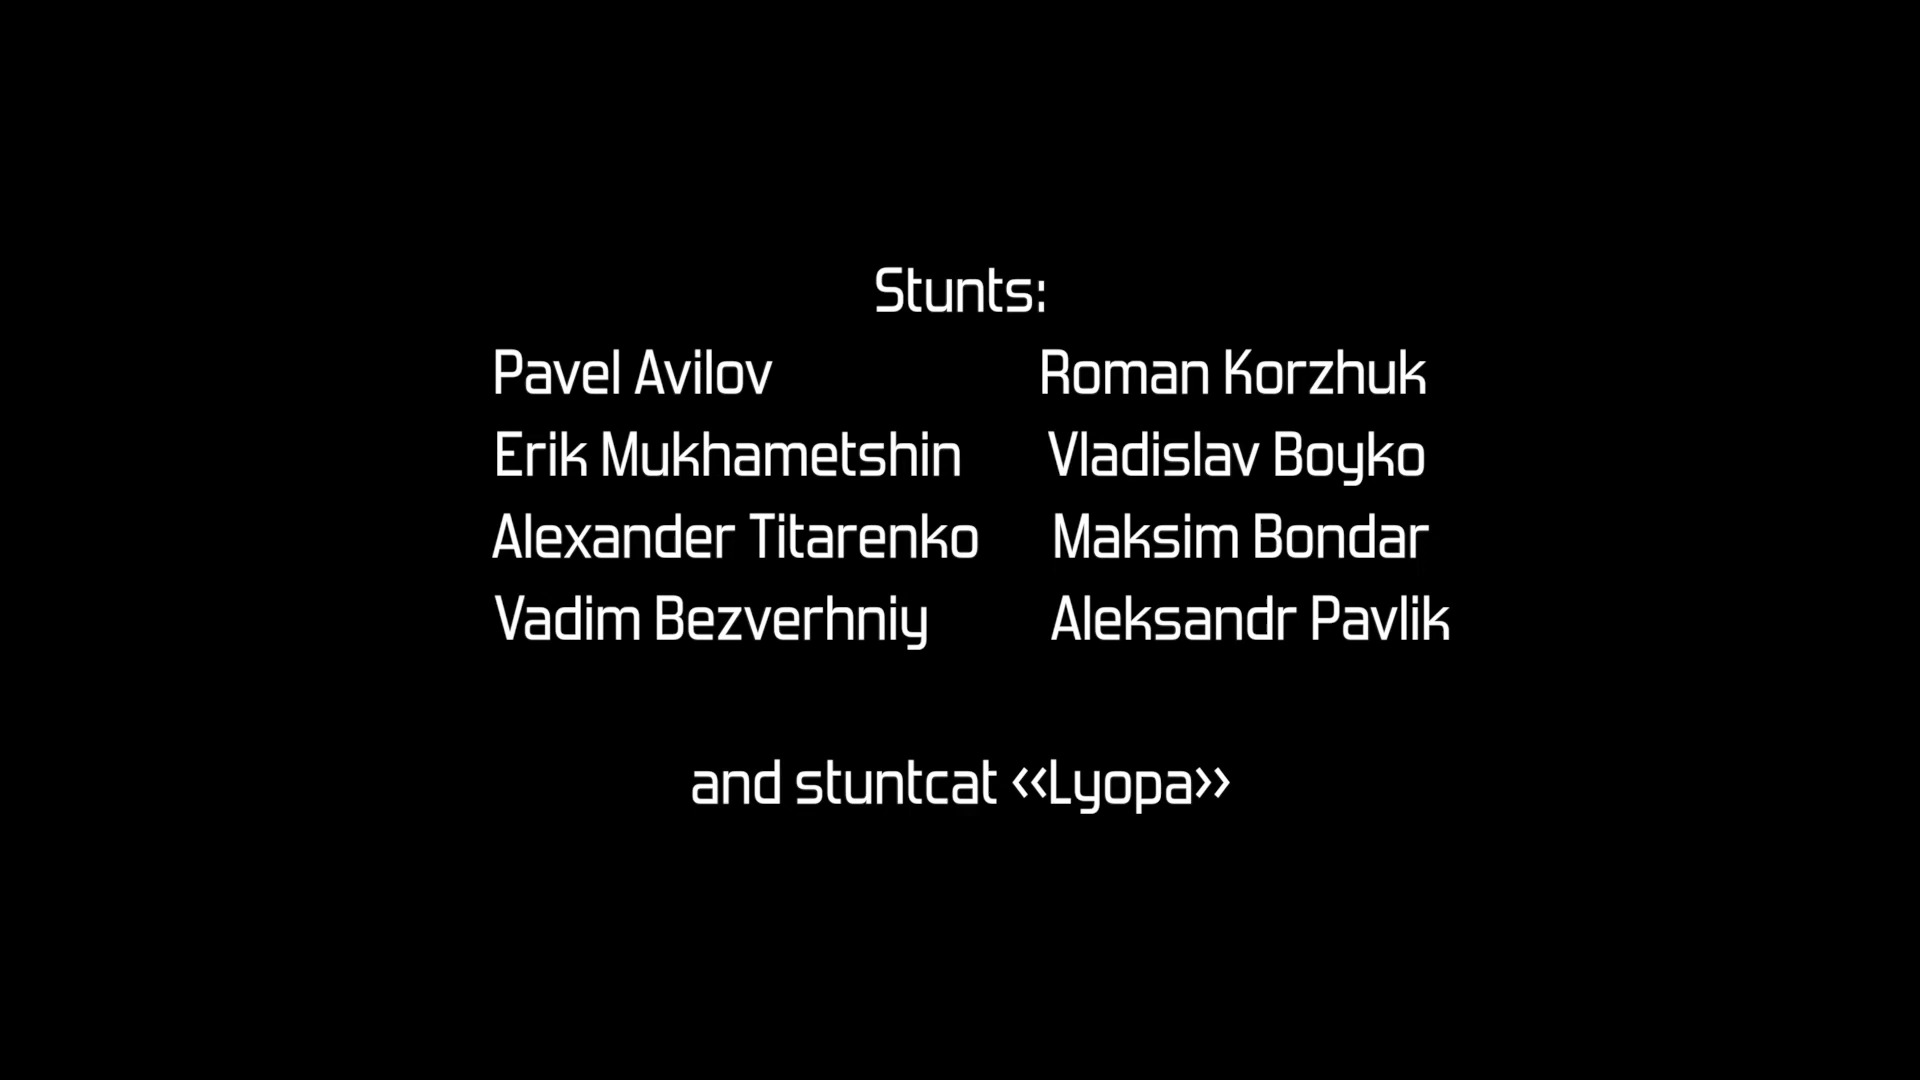 Stunts:
Pavel Avilov Roman Korzhuk
Erik Mukhametshin Vladislav Boyko
Alexander Titarenko Maksim Bondar
Vadim Bezverhniy Aleksandr Pavlik
and stuntcat «Lyopa»